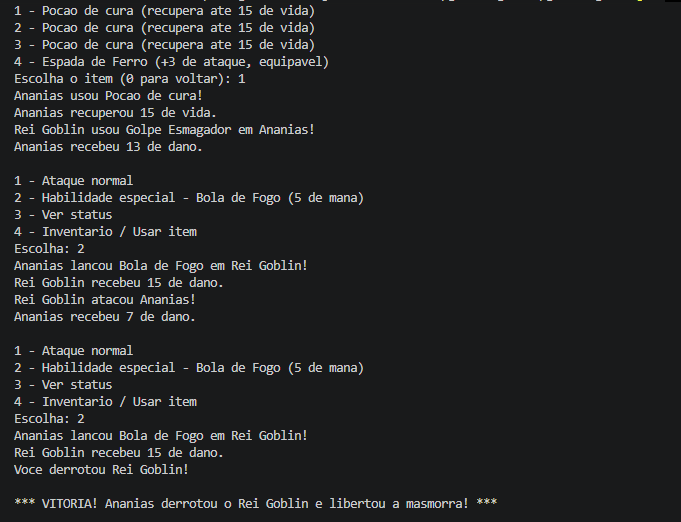 1 - Pocao de cura (recupera ate 15 de vida)
2 - Pocao de cura (recupera ate 15 de vida)
3 - Pocao de cura (recupera ate 15 de vida)
4 - Espada de Ferro (+3 de ataque, equipavel)
Escolha o item (0 para voltar): 1
Ananias usou Pocao de cura!
Ananias recuperou 15 de vida.
Rei Goblin usou Golpe Esmagador em Ananias!
Ananias recebeu 13 de dano.
1 - Ataque normal
2 - Habilidade especial - Bola de Fogo (5 de mana)
3 - Ver status
4 - Inventario / Usar item
Escolha: 2
Ananias lancou Bola de Fogo em Rei Goblin!
Rei Goblin recebeu 15 de dano.
Rei Goblin atacou Ananias!
Ananias recebeu 7 de dano.
1 - Ataque normal
2 - Habilidade especial - Bola de Fogo (5 de mana)
3 - Ver status
4 - Inventario / Usar item
Escolha: 2
Ananias lancou Bola de Fogo em Rei Goblin!
Rei Goblin recebeu 15 de dano.
Voce derrotou Rei Goblin!
*** VITORIA! Ananias derrotou o Rei Goblin e libertou a masmorra! ***